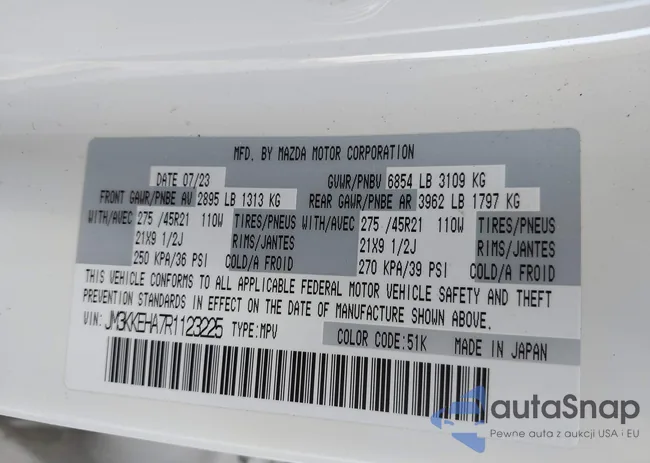 MFD. BY MAZDA MOTOR CORPORATION
DATE 07/23 GVWR/PNBV 6854 LB 3109 KG
FRONT GAWR/PNBE AV 2895 LB 1313 KG REAR GAWR/PNBE AR 3962 LB 1797 KG
WITH/AVEC 275 /45R21 110W TIRES/PNEUS WITH/AVEC 275 /45R21 110W TIRES/PNEUS
21X9 1/2J RIMS/JANTES 21X9 1/2J RIMS/JANTES
250 KPA/36 PSI COLD/A FROID 270 KPA/39 PSI COLD/A FROID
THIS VEHICLE CONFORMS TO ALL APPLICABLE FEDERAL MOTOR VEHICLE SAFETY AND THEFT
PREVENTION STANDARDS IN EFFECT ON THE DATE OF MANUFACTURE SHOWN ABOVE.
VIN: JM3KKEHA7R1123225 TYPE: MPV COLOR CODE:51K MADE IN JAPAN
autaSnap
Pewne auta z aukcji USA i EU